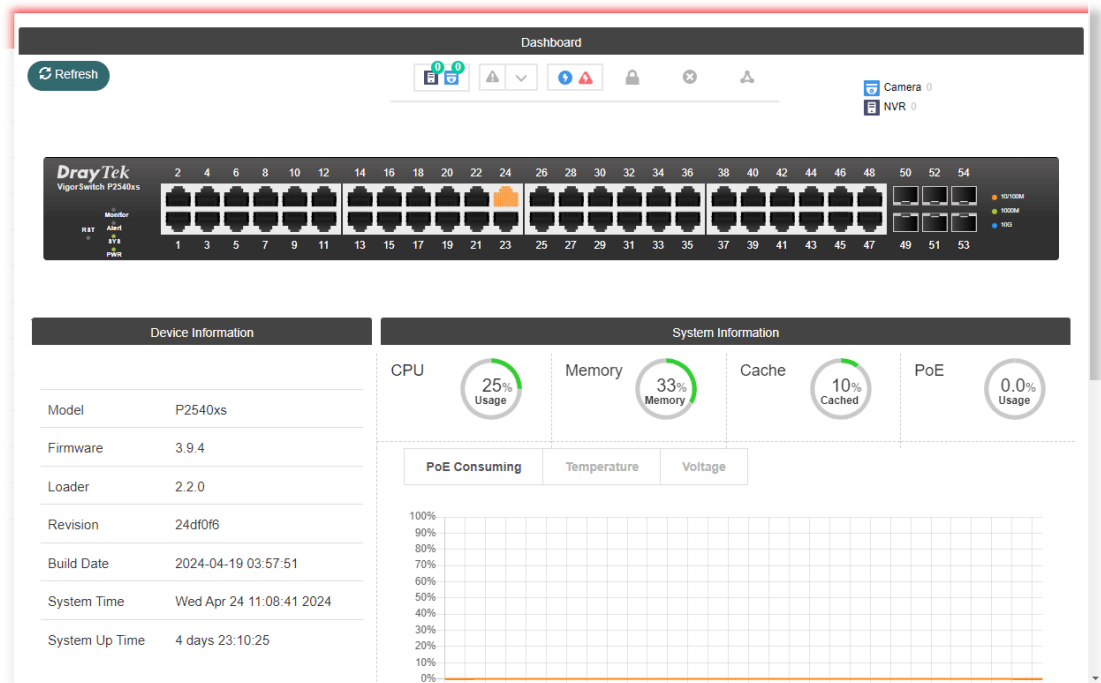 Dashboard
Refresh
0 0
Camera 0
NVR 0
DrayTek
VigorSwitch P2540xs
2 4 6 8 10 12 14 16 18 20 22 24 26 28 30 32 34 36 38 40 42 44 46 48 50 52 54
10/100M
Monitor
1000M
RST Alert
10G
SYS
1 3 5 7 9 11 13 15 17 19 21 23 25 27 29 31 33 35 37 39 41 43 45 47 49 51 53
PWR
Device Information
System Information
CPU 25% Usage
Memory 33% Memory
Cache 10% Cached
PoE 0.0% Usage
Model P2540xs
Firmware 3.9.4
Loader 2.2.0
Revision 24df0f6
Build Date 2024-04-19 03:57:51
System Time Wed Apr 24 11:08:41 2024
System Up Time 4 days 23:10:25
PoE Consuming Temperature Voltage
100%
90%
80%
70%
60%
50%
40%
30%
20%
10%
0%